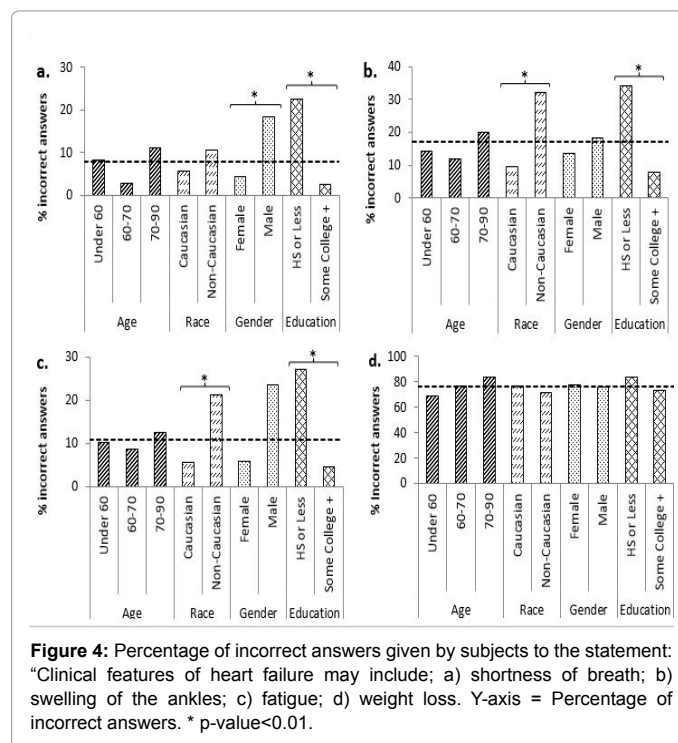 a.
% incorrect answers
30
20
10
0
*
*
Under 60
60-70
70-90
Caucasian
Non-Caucasian
Female
Male
HS or Less
Some College +
Age
Race
Gender
Education
b.
% incorrect answers
40
30
20
10
0
*
*
Under 60
60-70
70-90
Caucasian
Non-Caucasian
Female
Male
HS or Less
Some College +
Age
Race
Gender
Education
c.
% incorrect answers
30
20
10
0
*
*
Under 60
60-70
70-90
Caucasian
Non-Caucasian
Female
Male
HS or Less
Some College +
Age
Race
Gender
Education
d.
% Incorrect answers
100
80
60
40
20
0
Under 60
60-70
70-90
Caucasian
Non-Caucasian
Female
Male
HS or Less
Some College +
Age
Race
Gender
Education
Figure 4: Percentage of incorrect answers given by subjects to the statement:
“Clinical features of heart failure may include; a) shortness of breath; b)
swelling of the ankles; c) fatigue; d) weight loss. Y-axis = Percentage of
incorrect answers. * p-value<0.01.